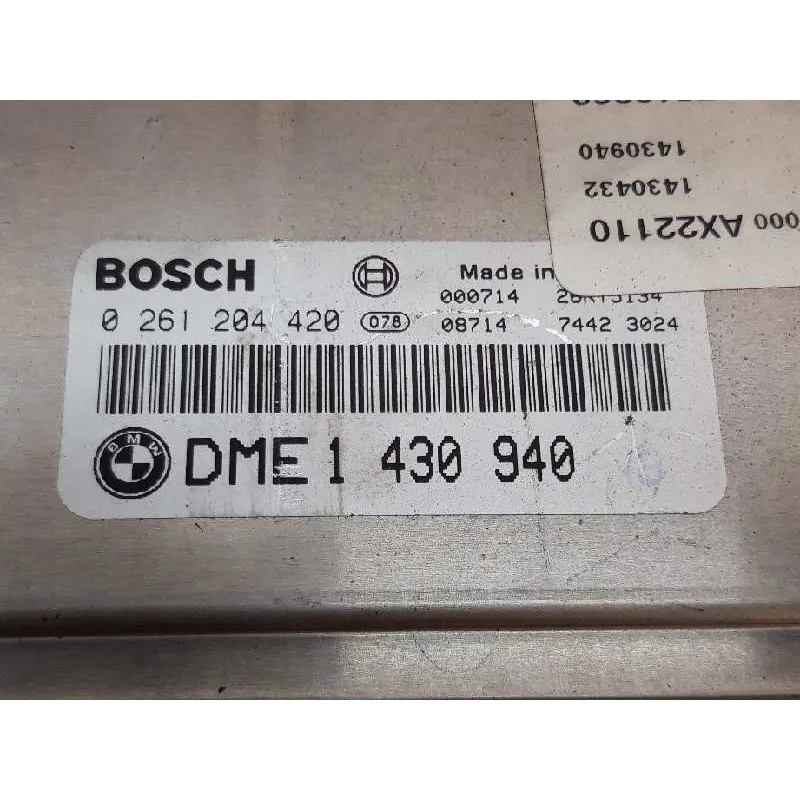 1430940
1430432
000 AX22110
BOSCH
Made in
000714
0 261 204 420 078 08714 7442 3024
BMW DME 1 430 940